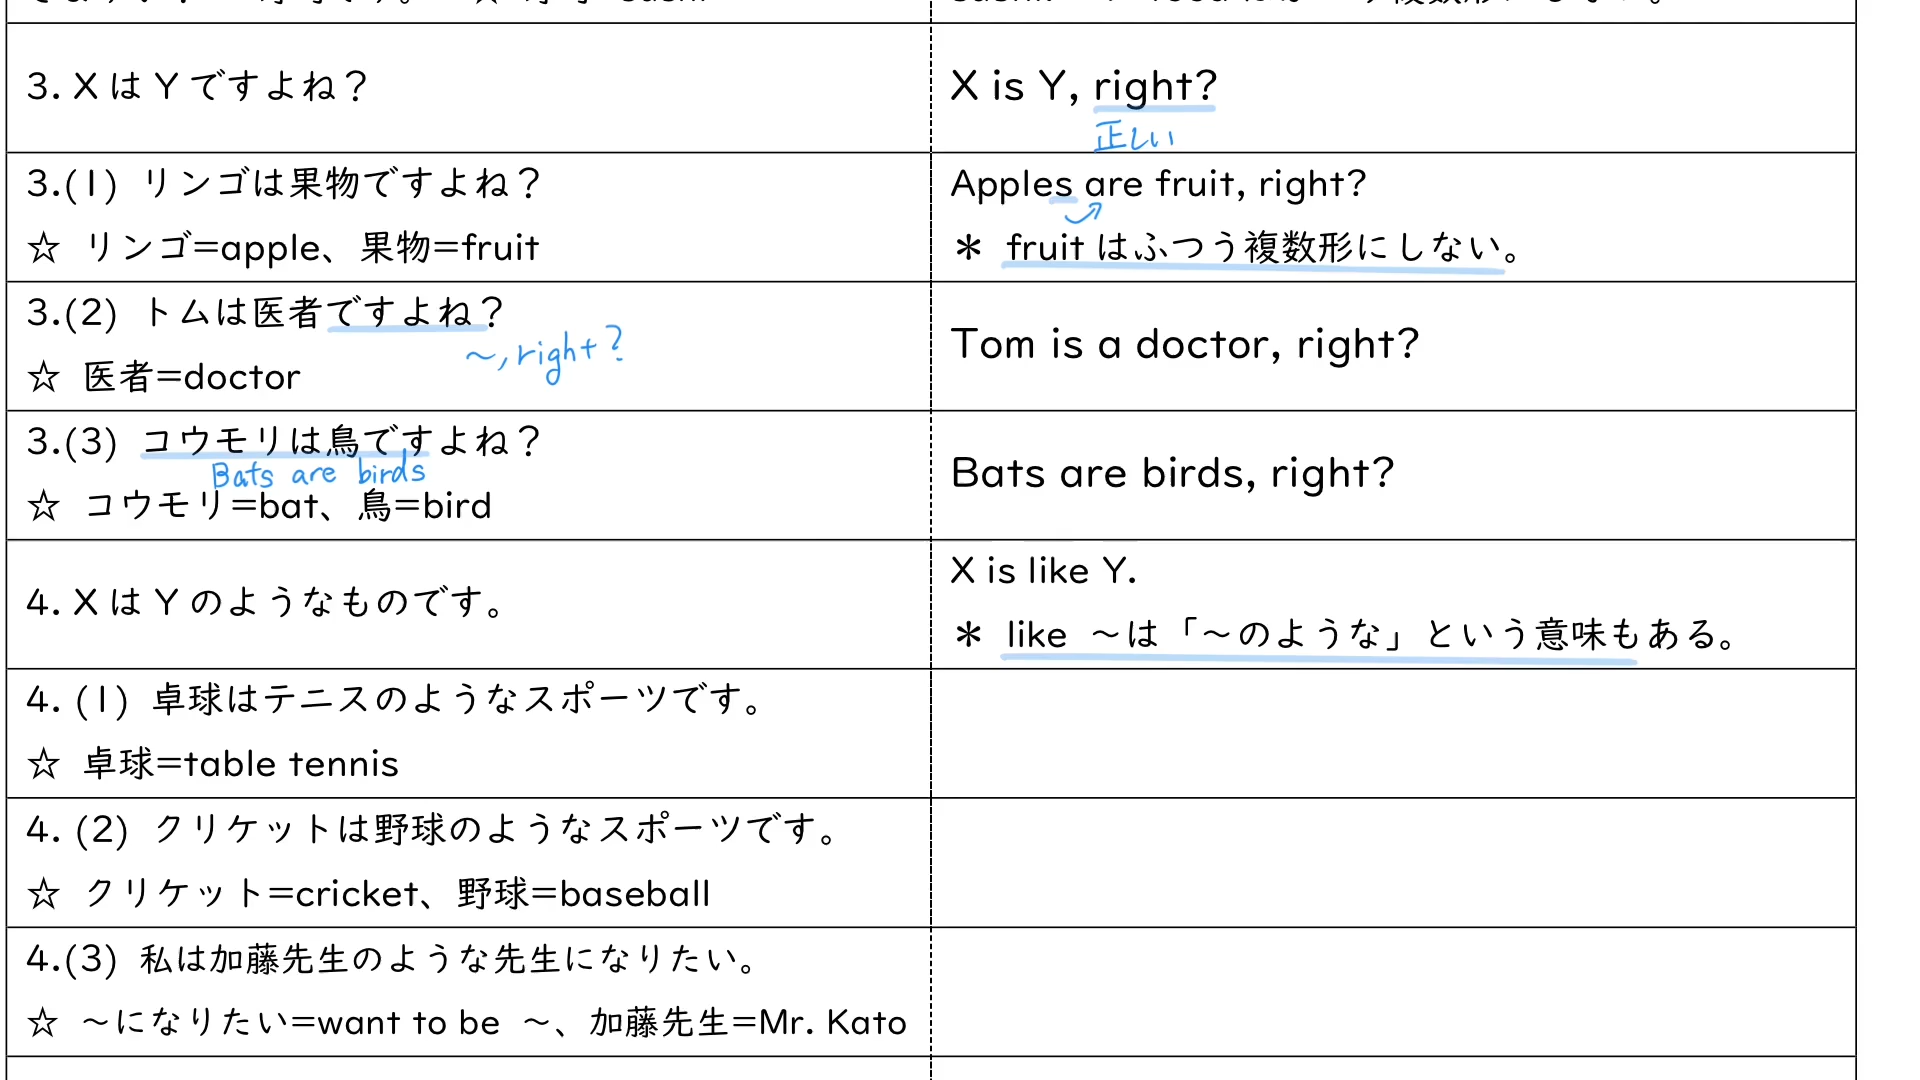 3. X は Y ですよね？
X is Y, right?
正しい
3.(1) リンゴは果物ですよね？
☆ リンゴ=apple、果物=fruit
Apples are fruit, right?
＊ fruit はふつう複数形にしない。
3.(2) トムは医者ですよね？
〜, right?
☆ 医者=doctor
Tom is a doctor, right?
3.(3) コウモリは鳥ですよね？
Bats are birds
☆ コウモリ=bat、鳥=bird
Bats are birds, right?
4. X は Y のようなものです。
X is like Y.
＊ like 〜は「〜のような」という意味もある。
4. (1) 卓球はテニスのようなスポーツです。
☆ 卓球=table tennis
4. (2) クリケットは野球のようなスポーツです。
☆ クリケット=cricket、野球=baseball
4.(3) 私は加藤先生のような先生になりたい。
☆ 〜になりたい=want to be 〜、加藤先生=Mr. Kato